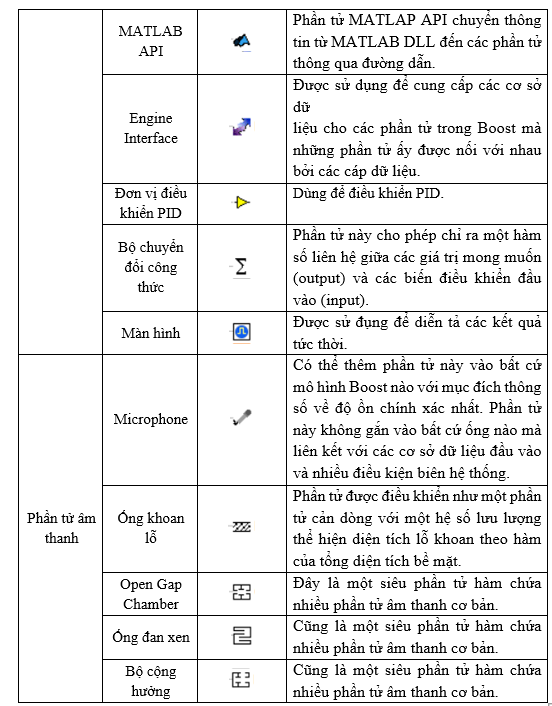 MATLAB
API
Phần tử MATLAP API chuyển thông
tin từ MATLAB DLL đến các phần tử
thông qua đường dẫn.
Engine
Interface
Được sử dụng để cung cấp các cơ sở
dữ
liệu cho các phần tử trong Boost mà
những phần tử ấy được nối với nhau
bởi các cáp dữ liệu.
Đơn vị điều
khiển PID
Dùng để điều khiển PID.
Bộ chuyển
đổi công
thức
Phần tử này cho phép chỉ ra một hàm
số liên hệ giữa các giá trị mong muốn
(output) và các biến điều khiển đầu
vào (input).
Màn hình
Được sử đụng để diễn tả các kết quả
tức thời.
Phần tử âm
thanh
Microphone
Có thể thêm phần tử này vào bất cứ
mô hình Boost nào với mục đích thông
số về độ ồn chính xác nhất. Phần tử
này không gắn vào bất cứ ống nào mà
liên kết với các cơ sở dữ liệu đầu vào
và nhiều điều kiện biên hệ thống.
Ống khoan
lỗ
Phần tử được điều khiển như một phần
tử cản dòng với một hệ số lưu lượng
thể hiện diện tích lỗ khoan theo hàm
của tổng diện tích bề mặt.
Open Gap
Chamber
Đây là một siêu phần tử hàm chứa
nhiều phần tử âm thanh cơ bản.
Ống đan xen
Cũng là một siêu phần tử hàm chứa
nhiều phần tử âm thanh cơ bản.
Bộ cộng
hưởng
Cũng là một siêu phần tử hàm chứa
nhiều phần tử âm thanh cơ bản.